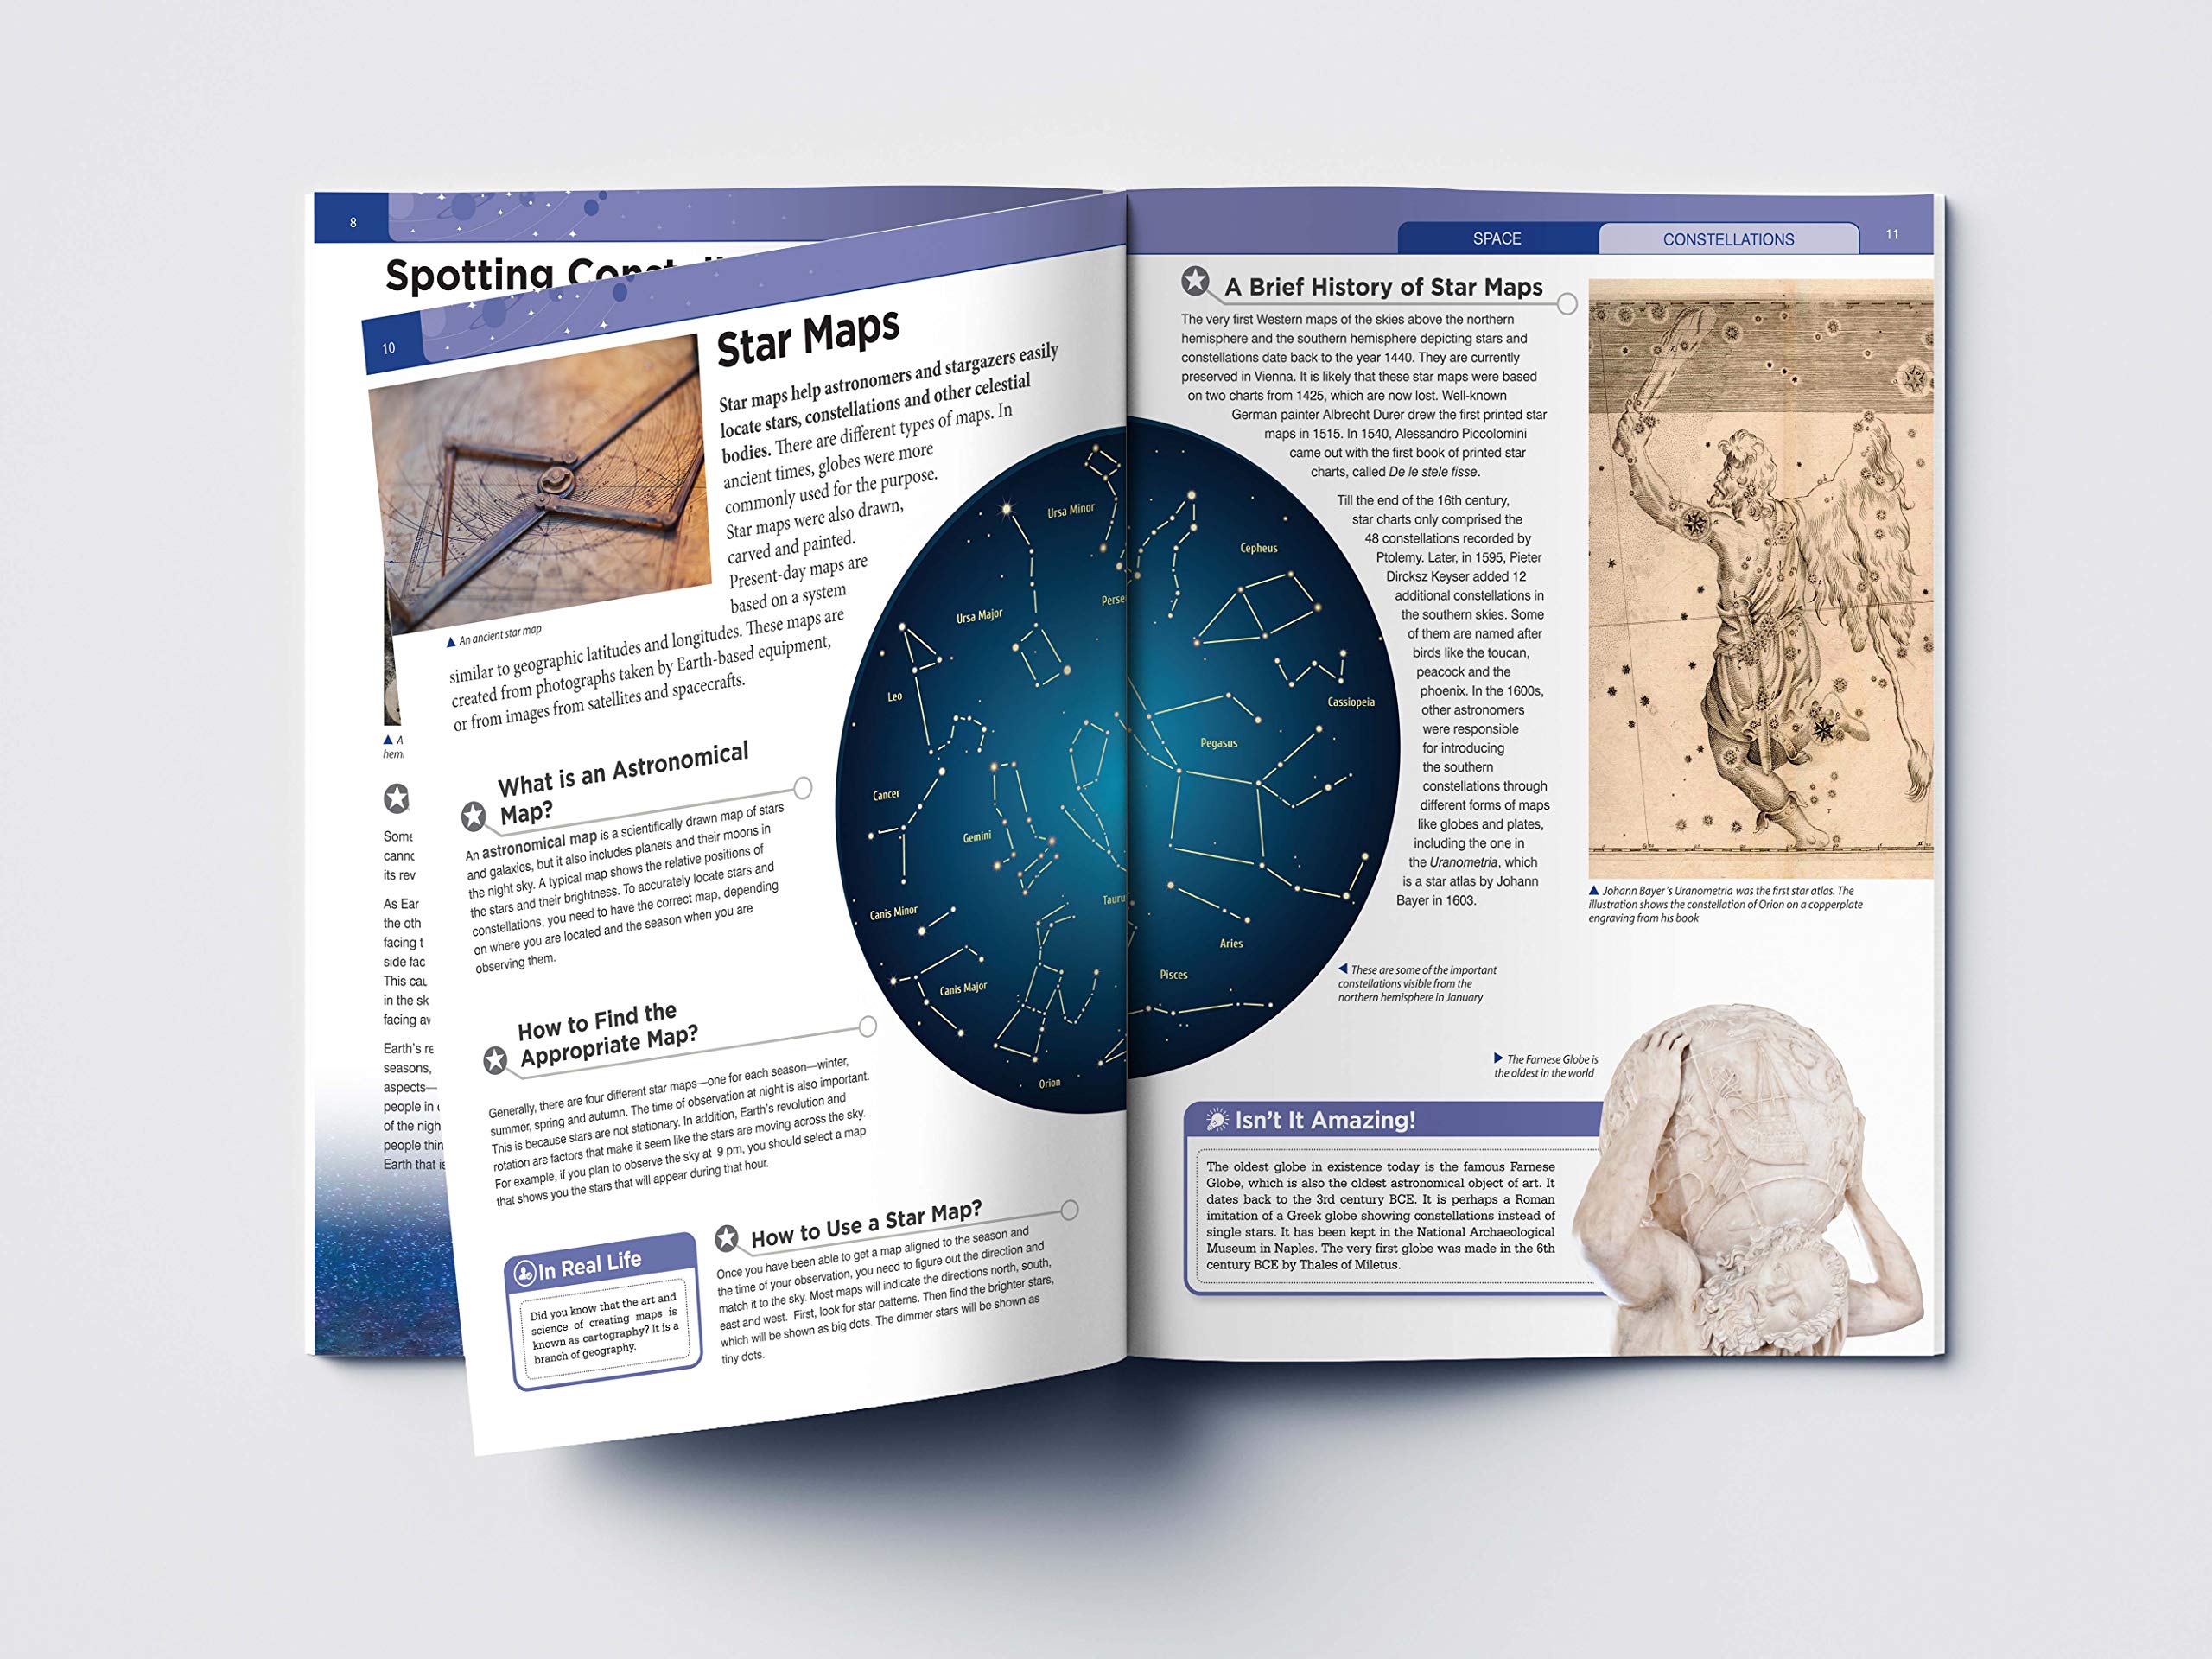 8
Spotting
10
Star Maps
Star maps help astronomers and stargazers easily
locate stars, constellations and other celestial
bodies. There are different types of maps. In
ancient times, globes were more
commonly used for the purpose.
Star maps were also drawn,
carved and painted.
Present-day maps are
based on a system
similar to geographic latitudes and longitudes. These maps are
created from photographs taken by Earth-based equipment,
or from images from satellites and spacecrafts.
▲ An ancient star map
What is an Astronomical
Map?
An astronomical map is a scientifically drawn map of stars
and galaxies, but it also includes planets and their moons in
the night sky. A typical map shows the relative positions of
the stars and their brightness. To accurately locate stars and
constellations, you need to have the correct map, depending
on where you are located and the season when you are
observing them.
How to Find the
Appropriate Map?
Generally, there are four different star maps—one for each season—winter,
summer, spring and autumn. The time of observation at night is also important.
This is because stars are not stationary. In addition, Earth's revolution and
rotation are factors that make it seem like the stars are moving across the sky.
For example, if you plan to observe the sky at 9 pm, you should select a map
that shows you the stars that will appear during that hour.
In Real Life
Did you know that the art and
science of creating maps is
known as cartography? It is a
branch of geography.
How to Use a Star Map?
Once you have been able to get a map aligned to the season and
the time of your observation, you need to figure out the direction and
match it to the sky. Most maps will indicate the directions north, south,
east and west. First, look for star patterns. Then find the brighter stars,
which will be shown as big dots. The dimmer stars will be shown as
tiny dots.
▲ A
Some
its rev
As Ear
the oth
facing t
side fac
This cau
in the sk
Earth's re
seasons,
aspects—
people in
of the nigh
people thin
Earth that is
Ursa Minor
Ursa Major
Perse
Leo
Cancer
Gemini
Tauru
Canis Minor
Canis Major
Orion
Cepheus
Cassiopeia
Pegasus
Aries
Pisces
SPACE
CONSTELLATIONS
11
A Brief History of Star Maps
The very first Western maps of the skies above the northern
hemisphere and the southern hemisphere depicting stars and
constellations date back to the year 1440. They are currently
preserved in Vienna. It is likely that these star maps were based
on two charts from 1425, which are now lost. Well-known
German painter Albrecht Durer drew the first printed star
maps in 1515. In 1540, Alessandro Piccolomini
came out with the first book of printed star
charts, called De le stele fisse.
Till the end of the 16th century,
star charts only comprised the
48 constellations recorded by
Ptolemy. Later, in 1595, Pieter
Dircksz Keyser added 12
additional constellations in
the southern skies. Some
of them are named after
birds like the toucan,
peacock and the
phoenix. In the 1600s,
other astronomers
were responsible
for introducing
the southern
constellations through
different forms of maps
like globes and plates,
including the one in
the Uranometria, which
is a star atlas by Johann
Bayer in 1603.
▲ Johann Bayer's Uranometria was the first star atlas. The
illustration shows the constellation of Orion on a copperplate
engraving from his book
◀ These are some of the important
constellations visible from the
northern hemisphere in January
▶ The Farnese Globe is
the oldest in the world
Isn't It Amazing!
The oldest globe in existence today is the famous Farnese
Globe, which is also the oldest astronomical object of art. It
dates back to the 3rd century BCE. It is perhaps a Roman
imitation of a Greek globe showing constellations instead of
single stars. It has been kept in the National Archaeological
Museum in Naples. The very first globe was made in the 6th
century BCE by Thales of Miletus.